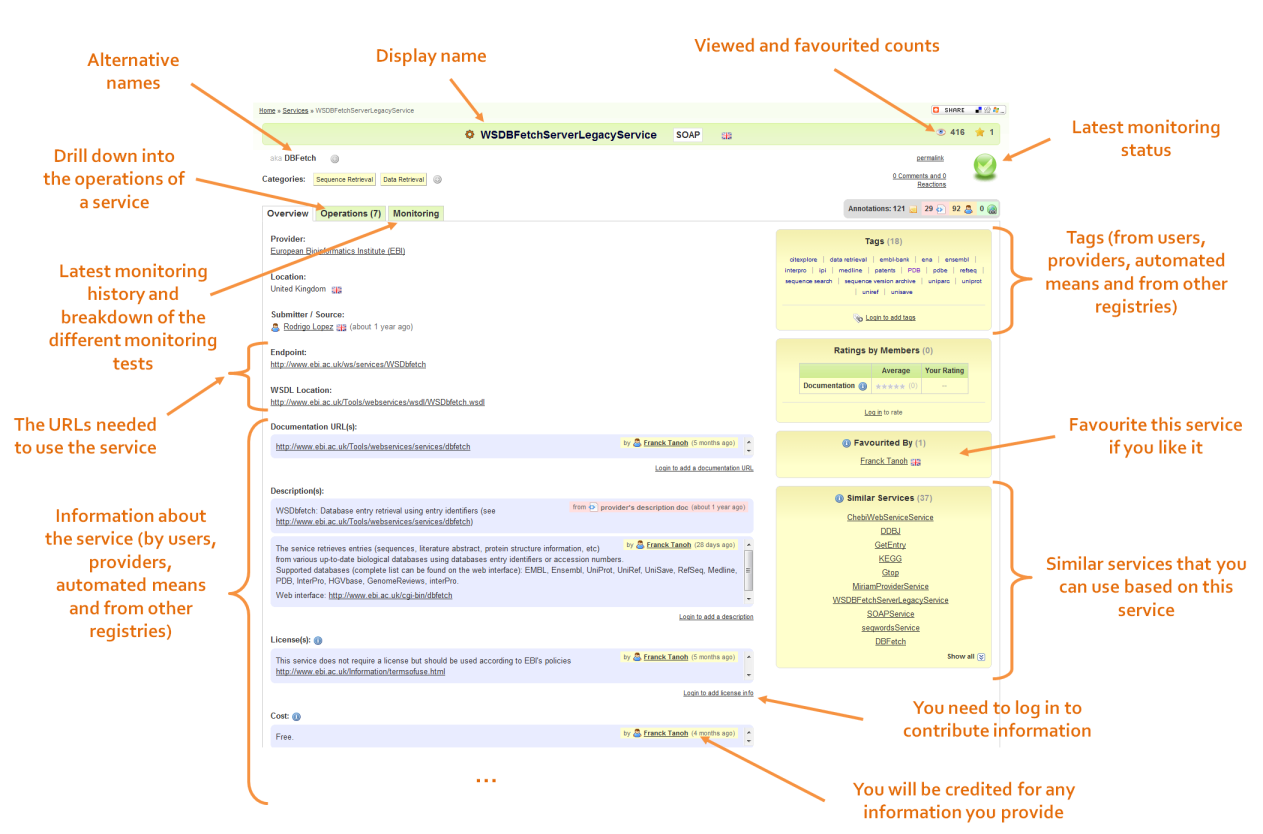 Viewed and favourited counts
Display name
Alternative
names
Home » Services » WSDBFetchServerLegacyService
SHARE
WSDBFetchServerLegacyService SOAP
416 1
Latest monitoring
status
aka DBFetch
permalink
0 Comments and 0
Reactions
Drill down into
the operations of
a service
Categories: Sequence Retrieval Data Retrieval
Annotations: 121 29 92 0
Overview Operations (7) Monitoring
Provider:
European Bioinformatics Institute (EBI)
Location:
United Kingdom
Submitter / Source:
Rodrigo Lopez (about 1 year ago)
Latest monitoring
history and
breakdown of the
different monitoring
tests
Endpoint:
http://www.ebi.ac.uk/ws/services/WSDbfetch
WSDL Location:
http://www.ebi.ac.uk/Tools/webservices/wsdl/WSDbfetch.wsdl
The URLs needed
to use the service
Tags (18)
citexplore | data retrieval | embl-bank | ena | ensembl |
interpro | ipi | medline | patents | PDB | pdbe | refseq |
sequence search | sequence version archive | uniparc | uniprot
| uniref | unisave
Login to add tags
Tags (from users,
providers, automated
means and from other
registries)
Ratings by Members (0)
Average Your Rating
Documentation (0) --
Log in to rate
Documentation URL(s):
http://www.ebi.ac.uk/Tools/webservices/services/dbfetch
by Franck Tanoh (5 months ago)
Login to add a documentation URL
Favourited By (1)
Franck Tanoh
Favourite this service
if you like it
Information about
the service (by users,
providers,
automated means
and from other
registries)
Description(s):
WSDbfetch: Database entry retrieval using entry identifiers (see
http://www.ebi.ac.uk/Tools/webservices/services/dbfetch)
from provider's description doc (about 1 year ago)
The service retrieves entries (sequences, literature abstract, protein structure information, etc)
by Franck Tanoh (28 days ago)
from various up-to-date biological databases using databases entry identifiers or accession numbers.
Supported databases (complete list can be found on the web interface): EMBL, Ensembl, UniProt, UniRef, UniSave, RefSeq, Medline,
PDB, InterPro, HGVbase, GenomeReviews, interPro.
Web interface: http://www.ebi.ac.uk/cgi-bin/dbfetch
Login to add a description
Similar Services (37)
ChebiWebServiceService
DDBJ
GetEntry
KEGG
Gtop
MiriamProviderService
WSDBFetchServerLegacyService
SOAPService
seqwordsService
DBFetch
Show all
Similar services that you
can use based on this
service
License(s):
This service does not require a license but should be used according to EBI's policies
http://www.ebi.ac.uk/Information/termsofuse.html
by Franck Tanoh (5 months ago)
Login to add license info
You need to log in to
contribute information
Cost:
Free.
by Franck Tanoh (4 months ago)
...
You will be credited for any
information you provide